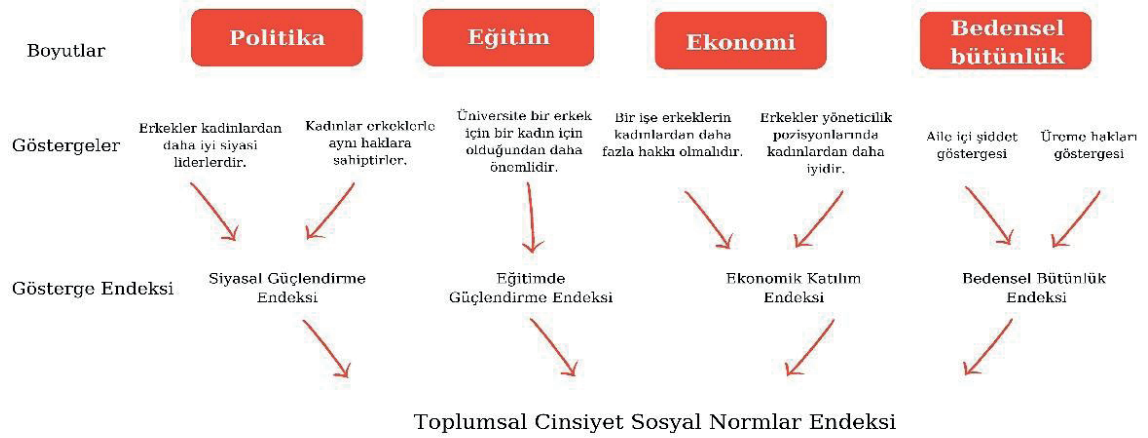 Boyutlar
Politika
Eğitim
Ekonomi
Bedensel
bütünlük
Göstergeler
Erkekler kadınlardan
daha iyi siyasi
liderlerdir.
Kadınlar erkeklerle
aynı haklara
sahiptirler.
Üniversite bir erkek
için bir kadın için
olduğundan daha
önemlidir.
Bir işe erkeklerin
kadınlardan daha
fazla hakkı olmalıdır.
Erkekler yöneticilik
pozisyonlarında
kadınlardan daha
iyidir.
Aile içi şiddet
göstergesi
Üreme hakları
göstergesi
Gösterge Endeksi
Siyasal Güçlendirme
Endeksi
Eğitimde
Güçlendirme Endeksi
Ekonomik Katılım
Endeksi
Bedensel Bütünlük
Endeksi
Toplumsal Cinsiyet Sosyal Normlar Endeksi